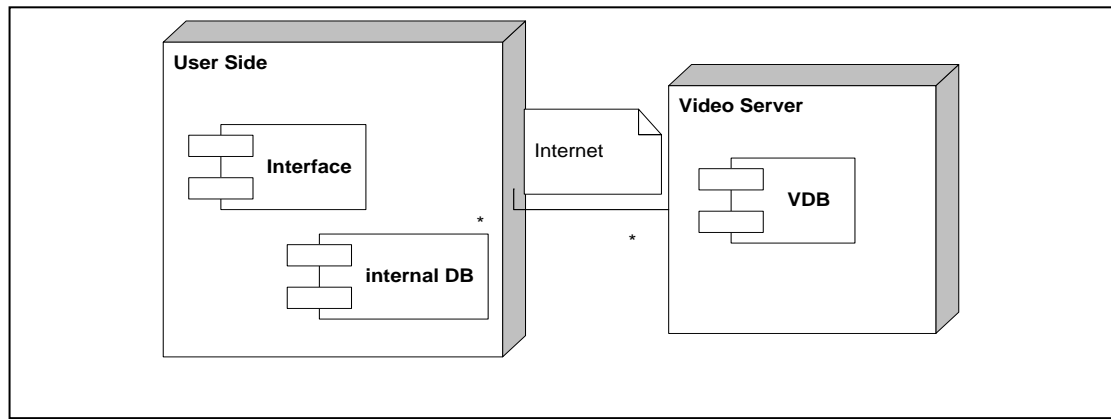 User Side
Interface
*
internal DB
Internet
*
Video Server
VDB